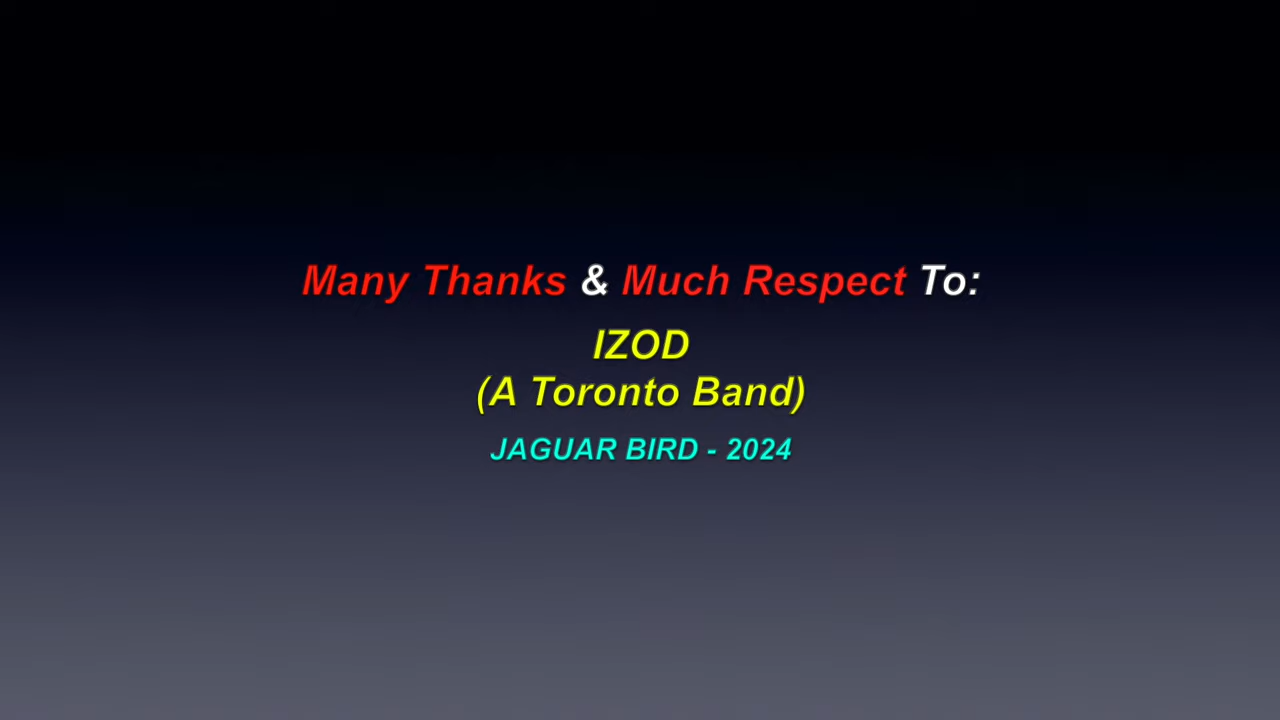 Many Thanks & Much Respect To:
IZOD
(A Toronto Band)
JAGUAR BIRD - 2024